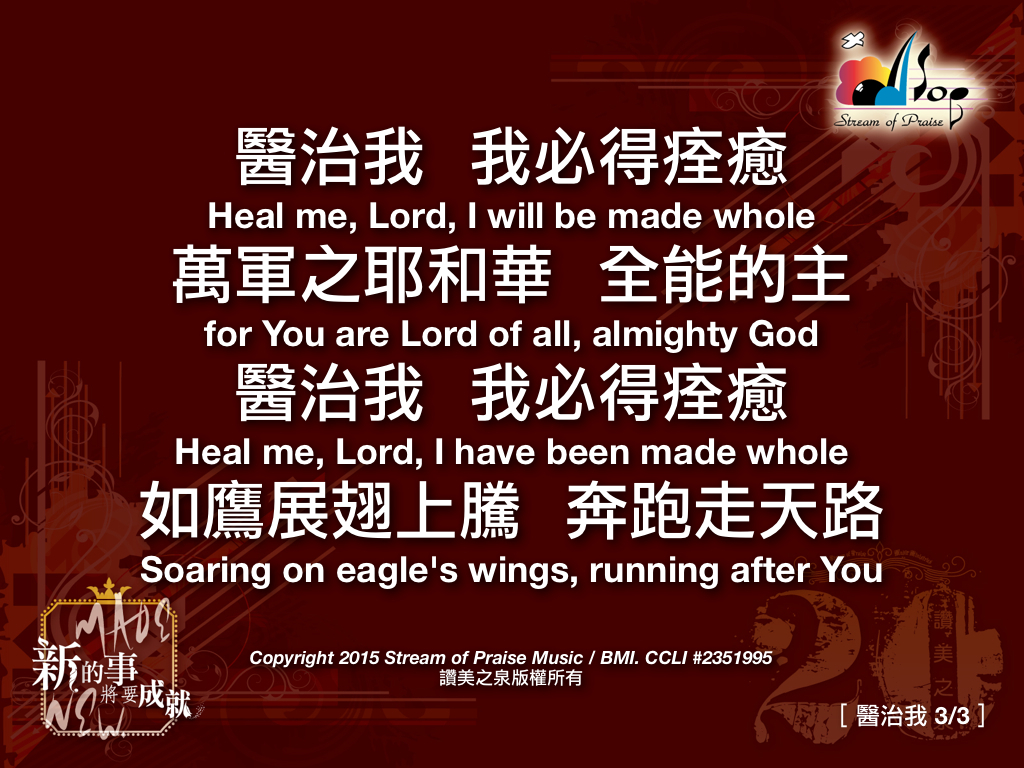 Sop
Stream of Praise
醫治我 我必得痊癒
Heal me, Lord, I will be made whole
萬軍之耶和華 全能的主
for You are Lord of all, almighty God
醫治我 我必得痊癒
Heal me, Lord, I have been made whole
如鷹展翅上騰 奔跑走天路
Soaring on eagle's wings, running after You
MADE
新的事
將要成就
NEW
Copyright 2015 Stream of Praise Music / BMI. CCLI #2351995
讚美之泉版權所有
20
讚美之
[ 醫治我 3/3 ]